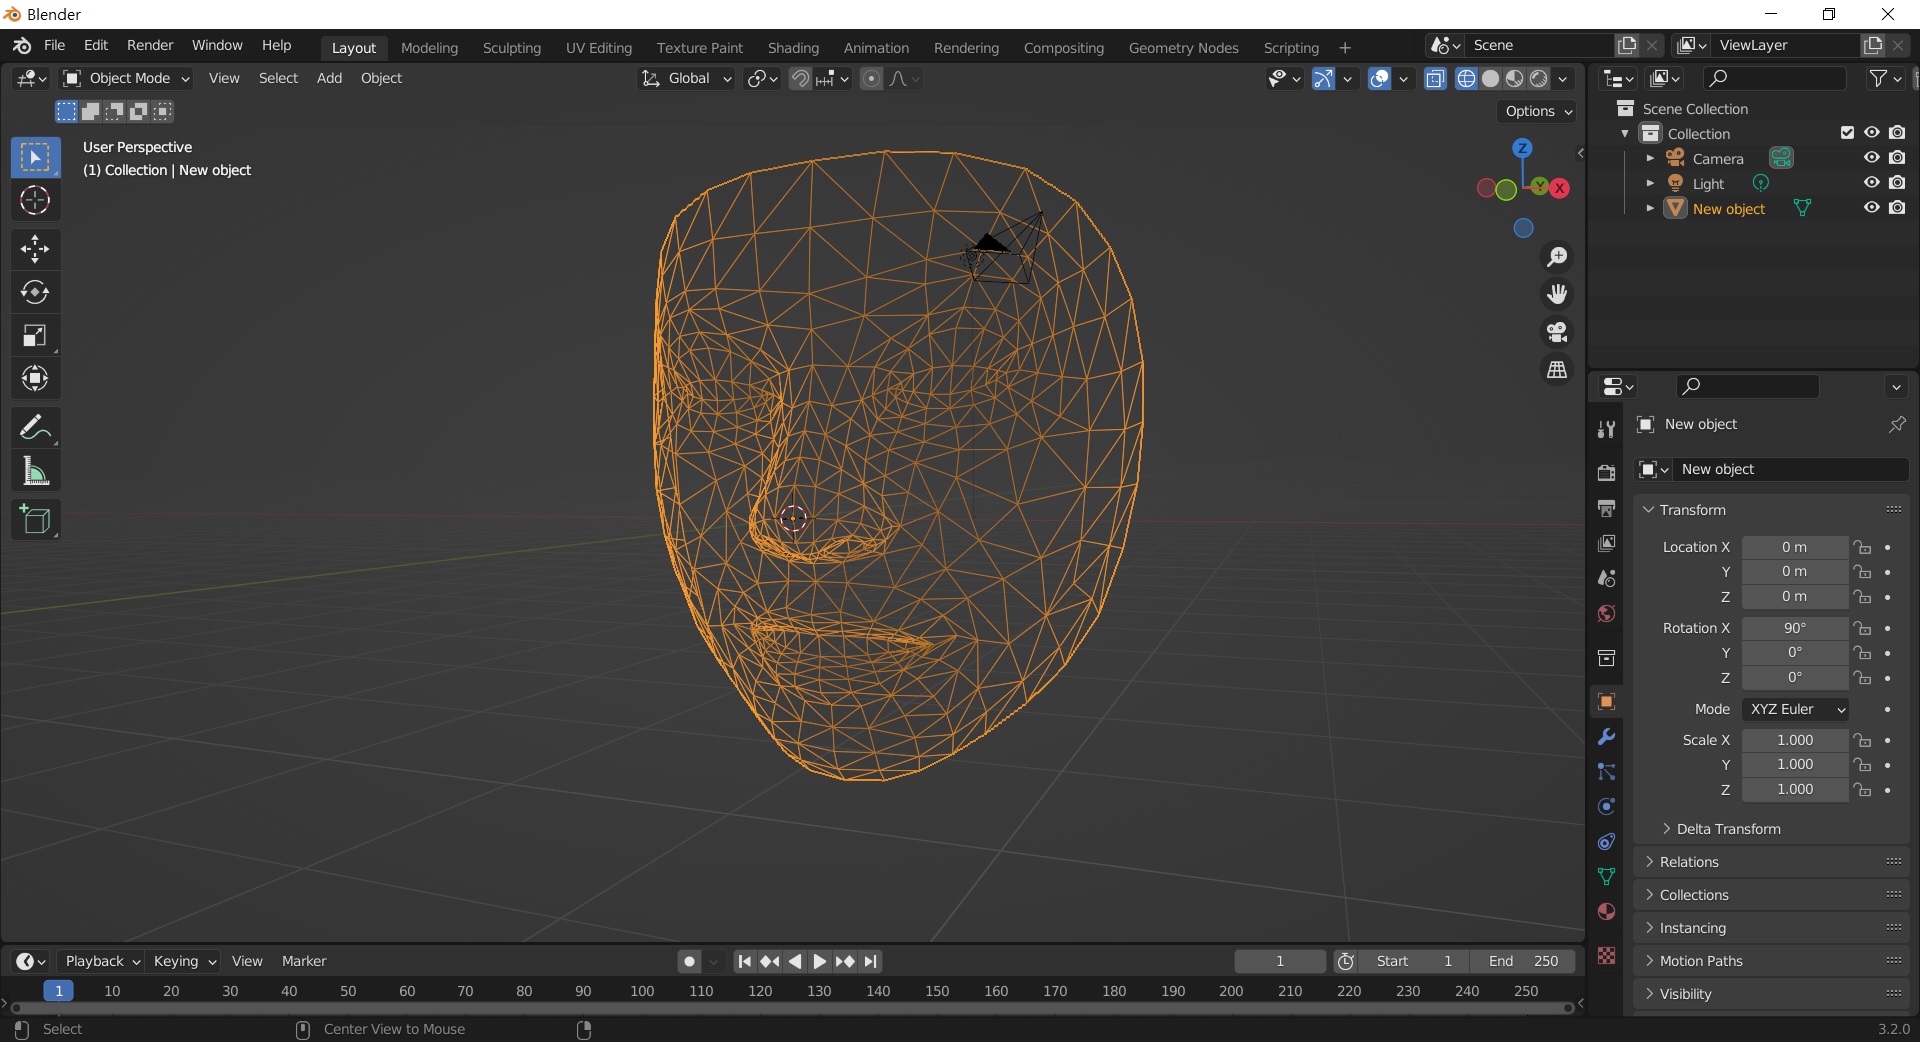 Blender
File Edit Render Window Help Layout Modeling Sculpting UV Editing Texture Paint Shading Animation Rendering Compositing Geometry Nodes Scripting + Scene ViewLayer
Object Mode View Select Add Object Global
Options
User Perspective
(1) Collection | New object
Z
Y X
Scene Collection
Collection
Camera
Light
New object
New object
New object
Transform
Location X 0 m
Y 0 m
Z 0 m
Rotation X 90°
Y 0°
Z 0°
Mode XYZ Euler
Scale X 1.000
Y 1.000
Z 1.000
Delta Transform
Relations
Collections
Instancing
Motion Paths
Visibility
Playback Keying View Marker 1 Start 1 End 250
1 10 20 30 40 50 60 70 80 90 100 110 120 130 140 150 160 170 180 190 200 210 220 230 240 250
Select Center View to Mouse 3.2.0